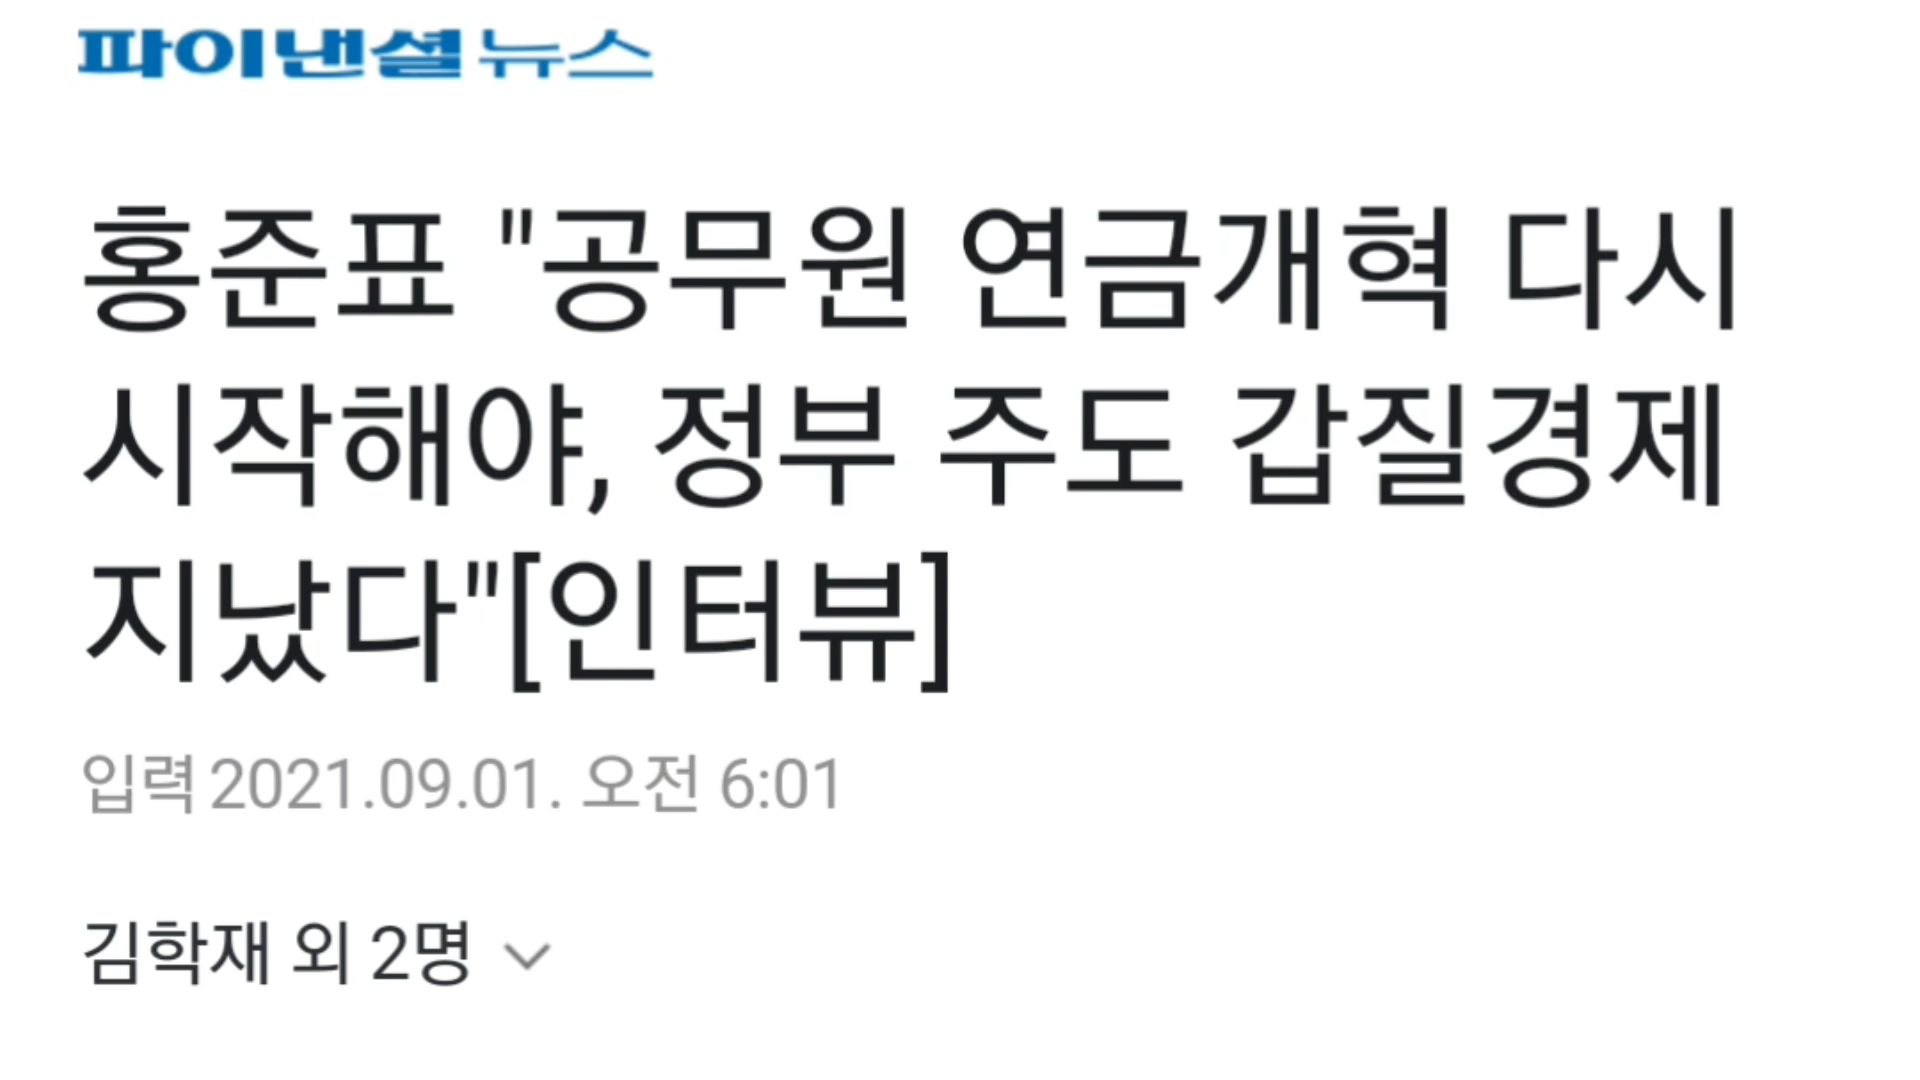 파이낸셜뉴스
홍준표 "공무원 연금개혁 다시
시작해야, 정부 주도 갑질경제
지났다"[인터뷰]
입력 2021.09.01. 오전 6:01
김학재 외 2명